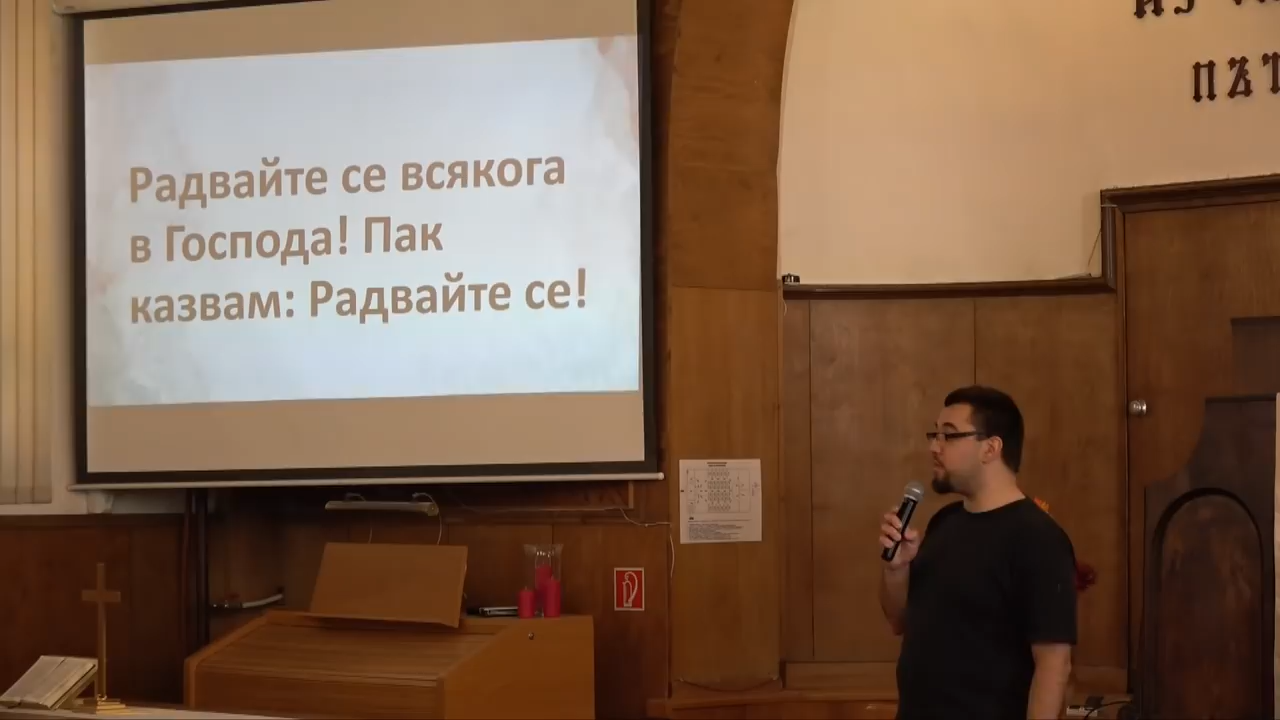 Радвайте се всякога
в Господа! Пак
казвам: Радвайте се!